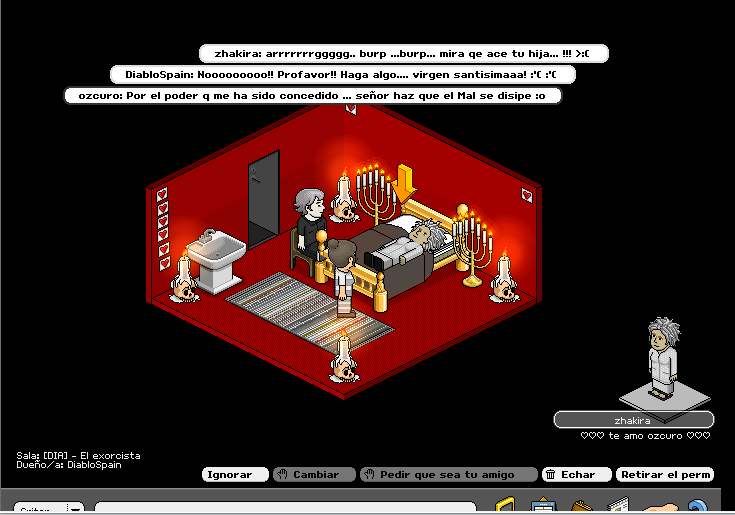 zhakira: arrrrrrrggggg.. burp ...burp... mira qe ace tu hija... !!! >:(
DiabloSpain: Nooooooooo!! Profavor!! Haga algo.... virgen santisimaaa! :'( :'(
ozcuro: Por el poder q me ha sido concedido ... señor haz que el Mal se disipe :o
zhakira
♡♡♡ te amo ozcuro ♡♡♡
Sala: [DIA] - El exorcista
Dueño/a: DiabloSpain
Ignorar
Cambiar
Pedir que sea tu amigo
Echar
Retirar el perm